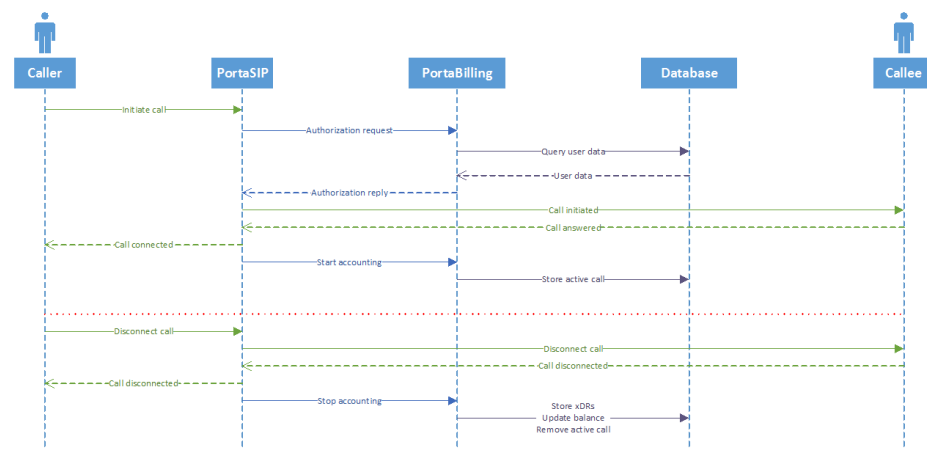 Caller
PortaSIP
PortaBilling
Database
Callee
Initiate call
Authorization request
Query user data
User data
Authorization reply
Call initiated
Call answered
Call connected
Start accounting
Store active call
Disconnect call
Disconnect call
Call disconnected
Call disconnected
Stop accounting
Store xDRs
Update balance
Remove active call